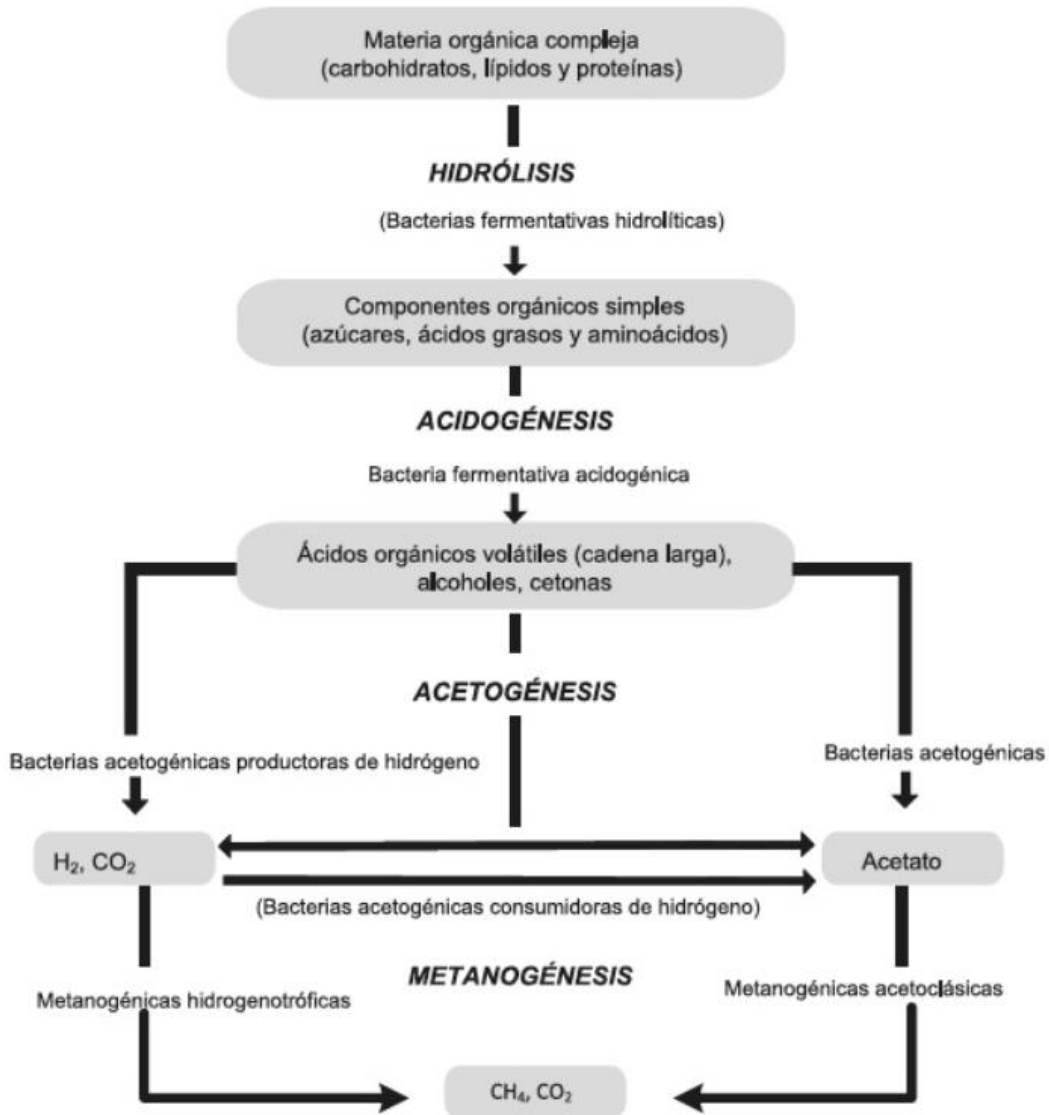 Materia orgánica compleja
(carbohidratos, lípidos y proteínas)
HIDRÓLISIS
(Bacterias fermentativas hidrolíticas)
Componentes orgánicos simples
(azúcares, ácidos grasos y aminoácidos)
ACIDOGÉNESIS
Bacteria fermentativa acidogénica
Ácidos orgánicos volátiles (cadena larga),
alcoholes, cetonas
ACETOGÉNESIS
Bacterias acetogénicas productoras de hidrógeno
Bacterias acetogénicas
H₂, CO₂
Acetato
(Bacterias acetogénicas consumidoras de hidrógeno)
METANOGÉNESIS
Metanogénicas hidrogenotróficas
Metanogénicas acetoclásicas
CH₄, CO₂